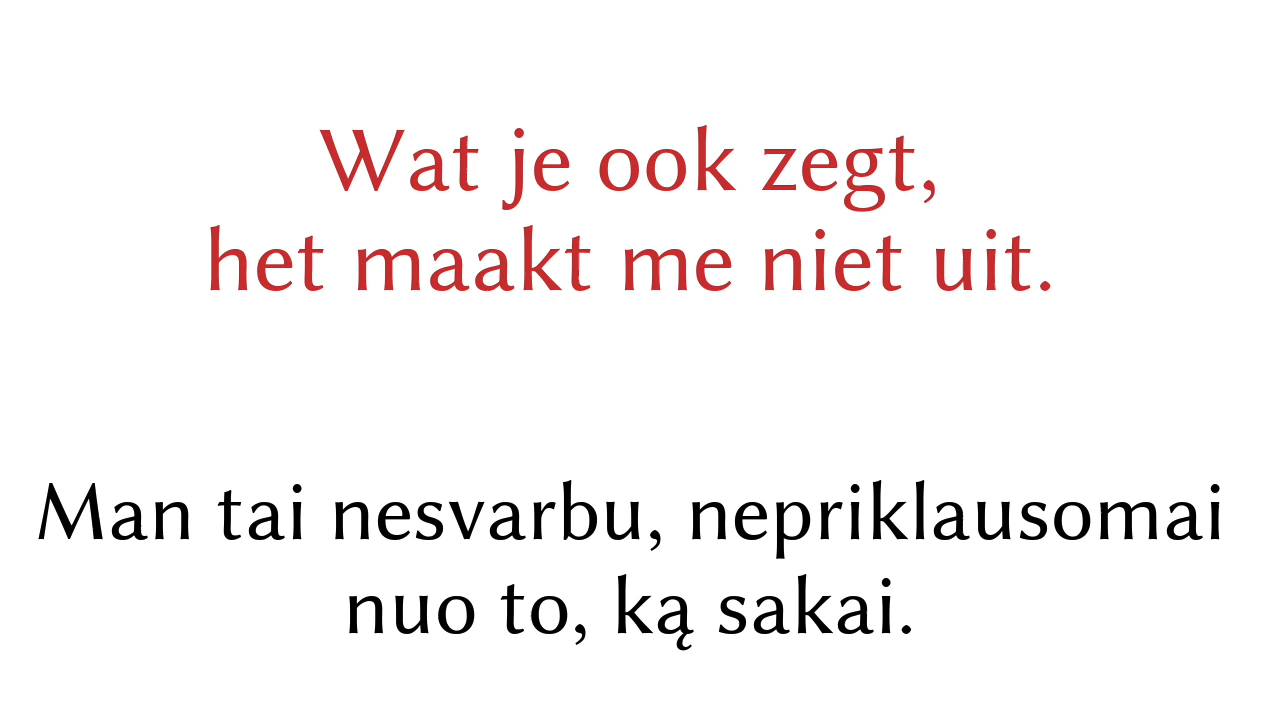 Wat je ook zegt,
het maakt me niet uit.
Man tai nesvarbu, nepriklausomai
nuo to, ką sakai.